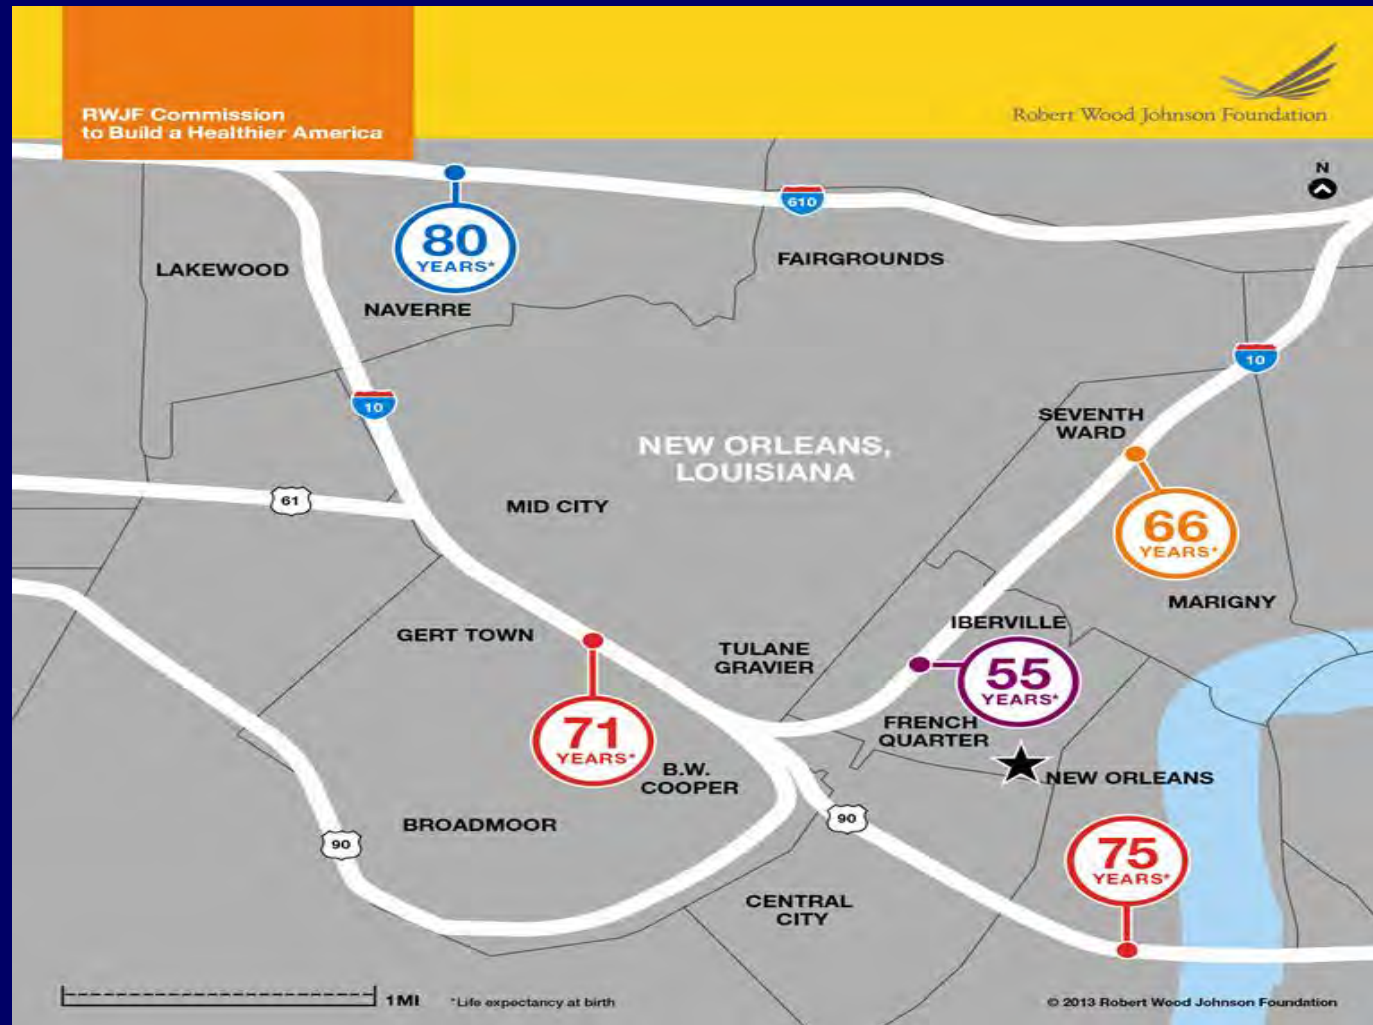 RWJF Commission
to Build a Healthier America
Robert Wood Johnson Foundation
N
610
80
YEARS*
LAKEWOOD
FAIRGROUNDS
NAVERRE
10
10
SEVENTH
WARD
NEW ORLEANS,
LOUISIANA
61
MID CITY
66
YEARS*
MARIGNY
IBERVILLE
GERT TOWN
TULANE
GRAVIER
55
YEARS*
71
YEARS*
FRENCH
QUARTER
B.W.
COOPER
NEW ORLEANS
BROADMOOR
90
90
75
YEARS*
CENTRAL
CITY
1MI
*Life expectancy at birth
© 2013 Robert Wood Johnson Foundation